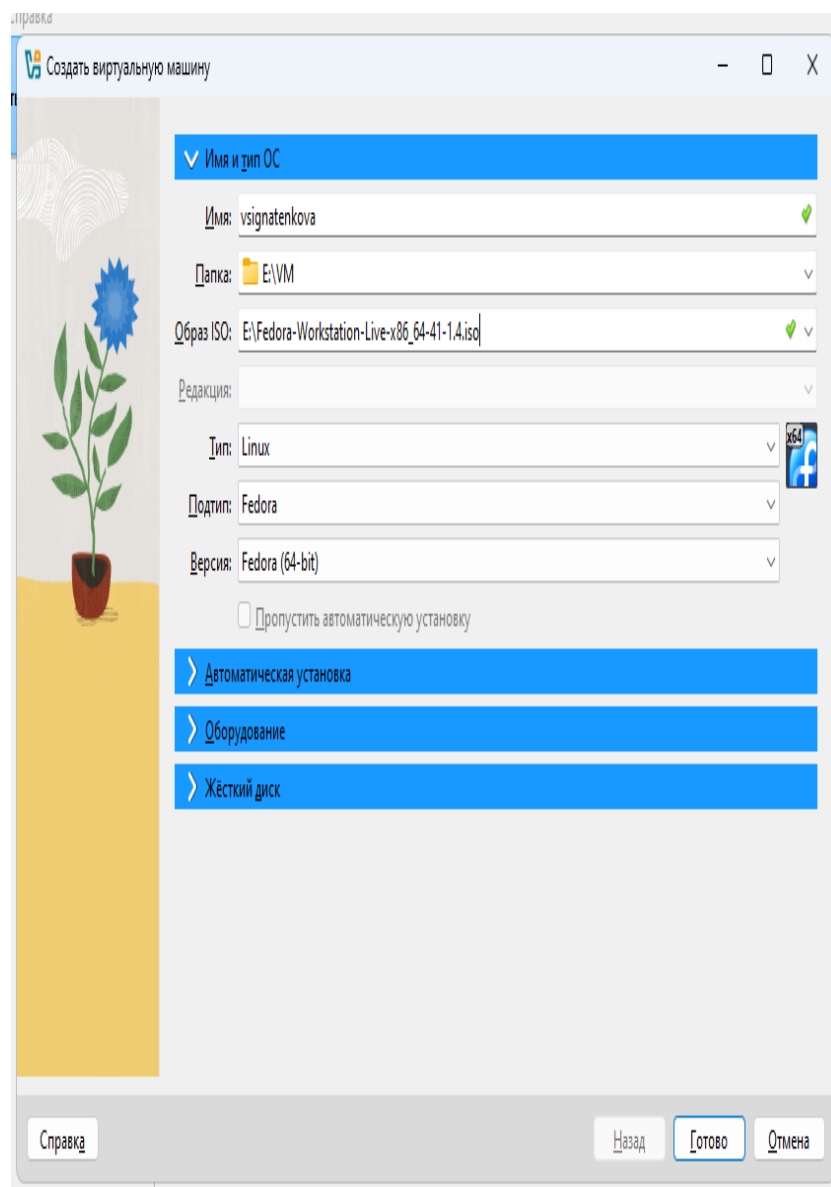 Справка
Создать виртуальную машину
Имя и тип ОС
Имя: vsignatenkova
Папка: E:\VM
Образ ISO: E:\Fedora-Workstation-Live-x86_64-41-1.4.iso
Редакция:
Тип: Linux
x64
Подтип: Fedora
Версия: Fedora (64-bit)
Пропустить автоматическую установку
Автоматическая установка
Оборудование
Жёсткий диск
Справка Назад Готово Отмена